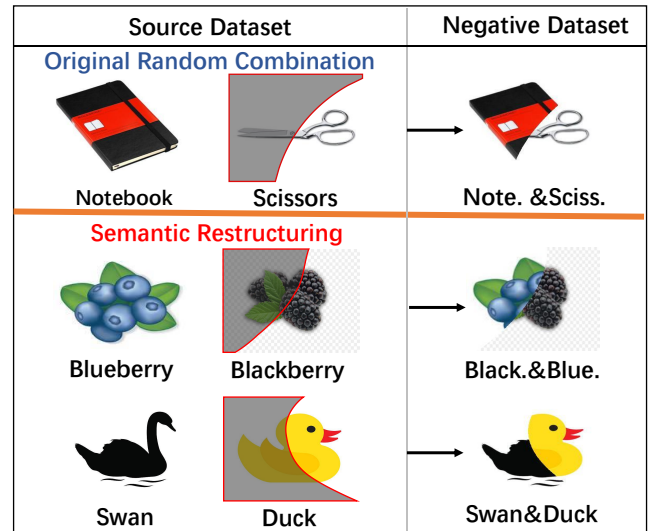 Source Dataset
Negative Dataset
Original Random Combination
Notebook
Scissors
Note. &Sciss.
Semantic Restructuring
Blueberry
Blackberry
Black.&Blue.
Swan
Duck
Swan&Duck